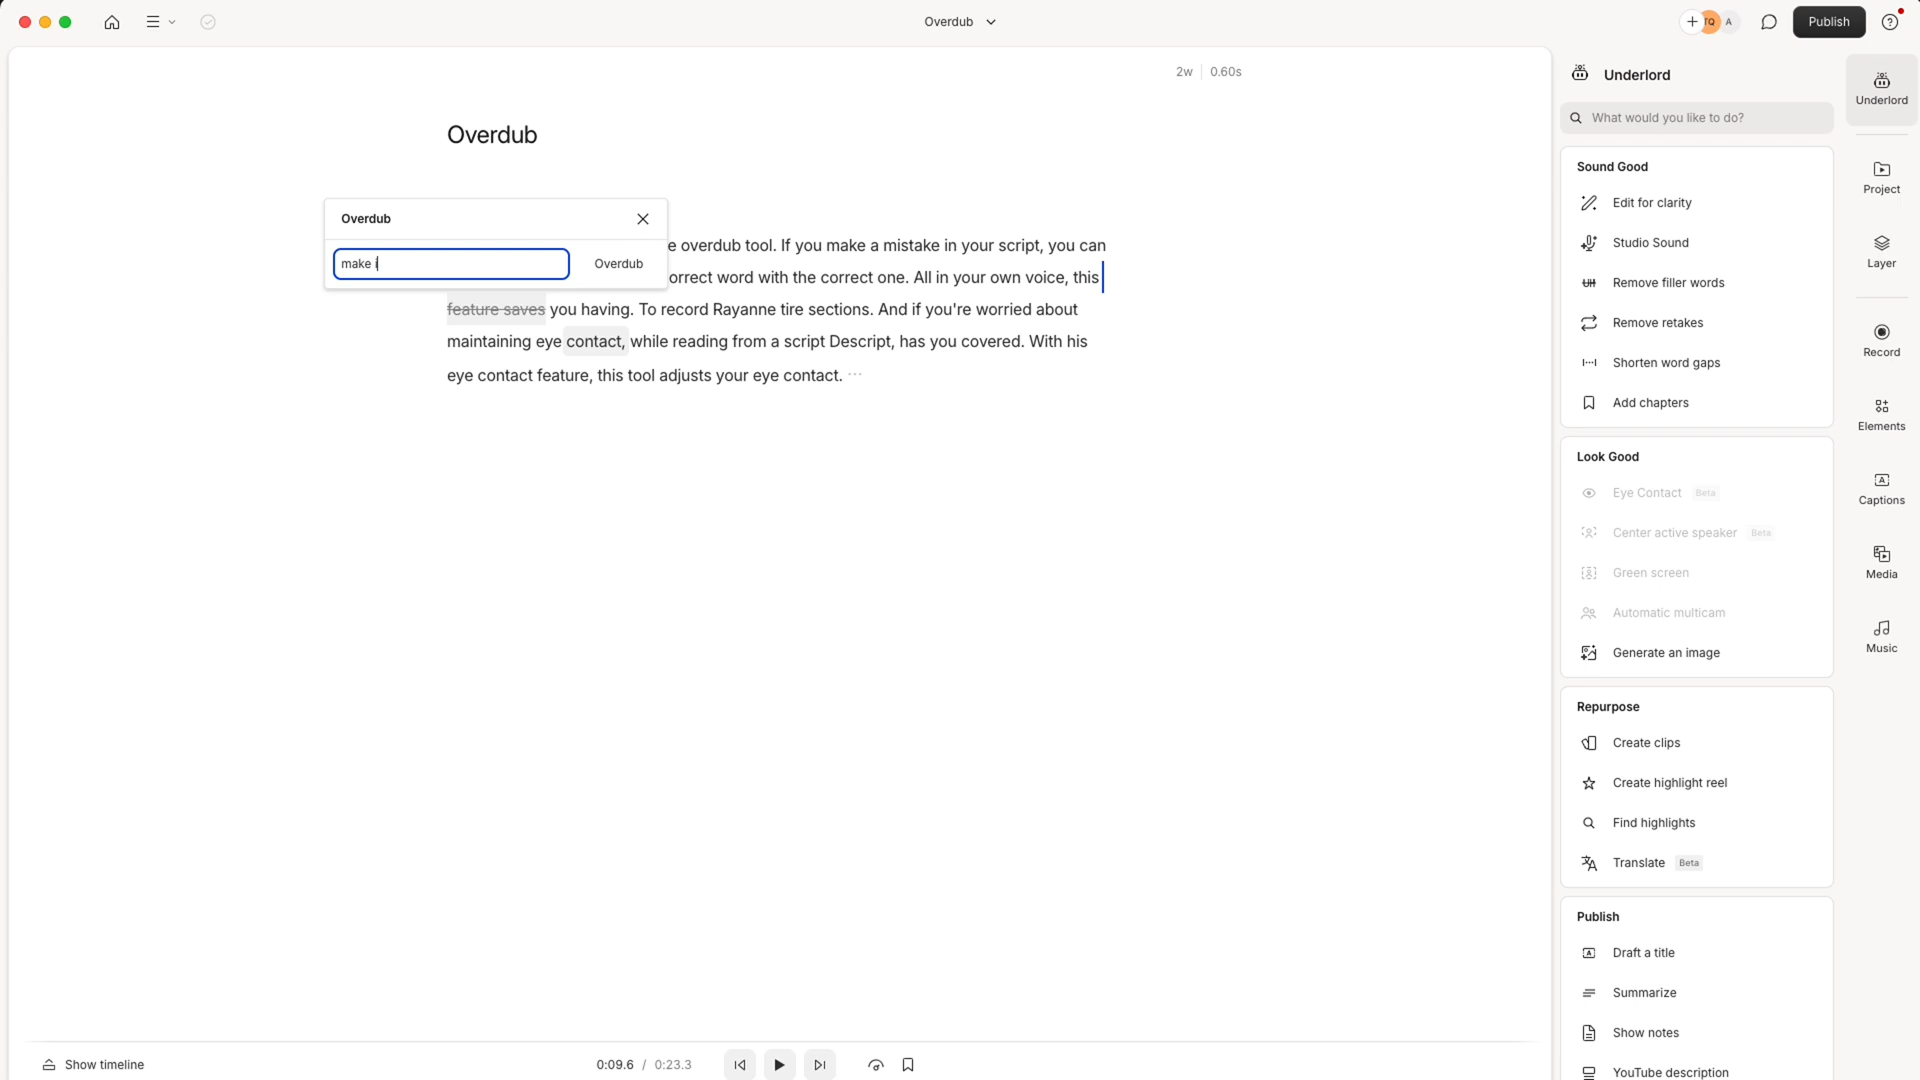 Overdub
TQ
A
Publish
2w
0.60s
Overdub
Overdub
make i
Overdub
e overdub tool. If you make a mistake in your script, you can
orrect word with the correct one. All in your own voice, this
feature saves you having. To record Rayanne tire sections. And if you're worried about
maintaining eye contact, while reading from a script Descript, has you covered. With his
eye contact feature, this tool adjusts your eye contact. ...
Show timeline
0:09.6 / 0:23.3
Underlord
What would you like to do?
Sound Good
Edit for clarity
Studio Sound
Remove filler words
Remove retakes
Shorten word gaps
Add chapters
Look Good
Eye Contact Beta
Center active speaker Beta
Green screen
Automatic multicam
Generate an image
Repurpose
Create clips
Create highlight reel
Find highlights
Translate Beta
Publish
Draft a title
Summarize
Show notes
YouTube description
Underlord
Project
Layer
Record
Elements
Captions
Media
Music